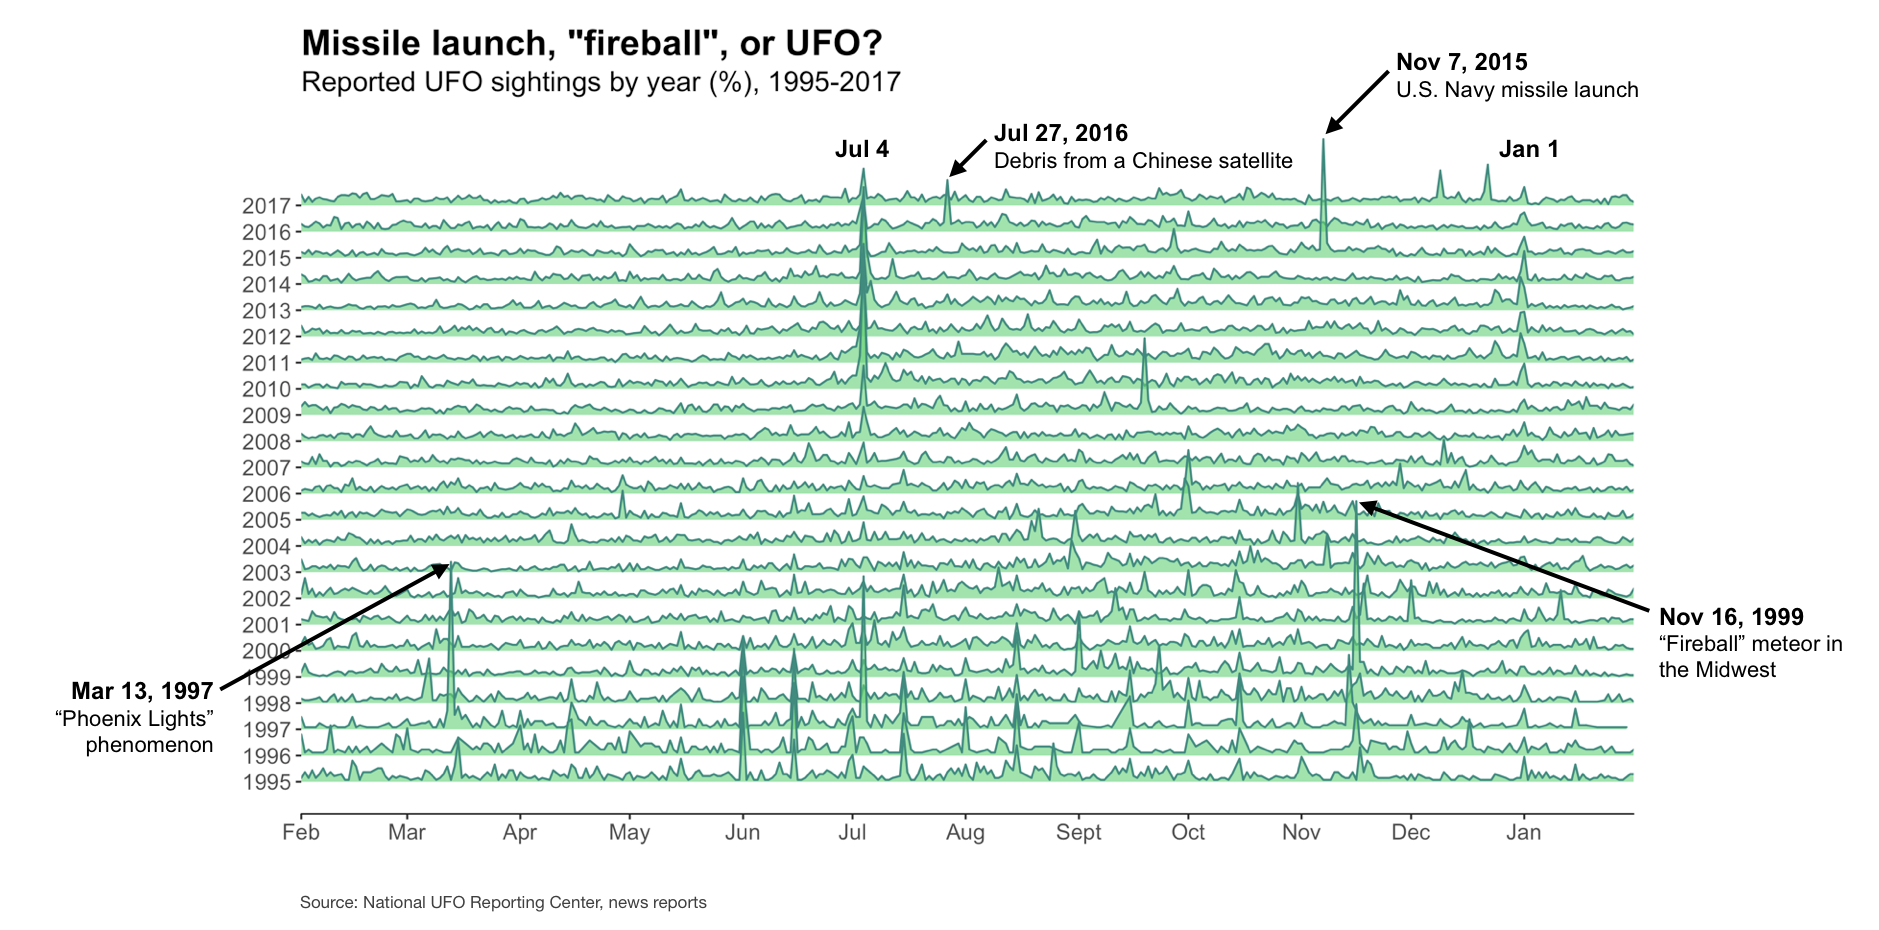 Missile launch, "fireball", or UFO?
Reported UFO sightings by year (%), 1995-2017
Nov 7, 2015
U.S. Navy missile launch
Jul 27, 2016
Debris from a Chinese satellite
Jul 4
Jan 1
2017
2016
2015
2014
2013
2012
2011
2010
2009
2008
2007
2006
2005
2004
2003
2002
2001
2000
1999
1998
1997
1996
1995
Nov 16, 1999
“Fireball” meteor in
the Midwest
Mar 13, 1997
“Phoenix Lights”
phenomenon
Feb Mar Apr May Jun Jul Aug Sept Oct Nov Dec Jan
Source: National UFO Reporting Center, news reports